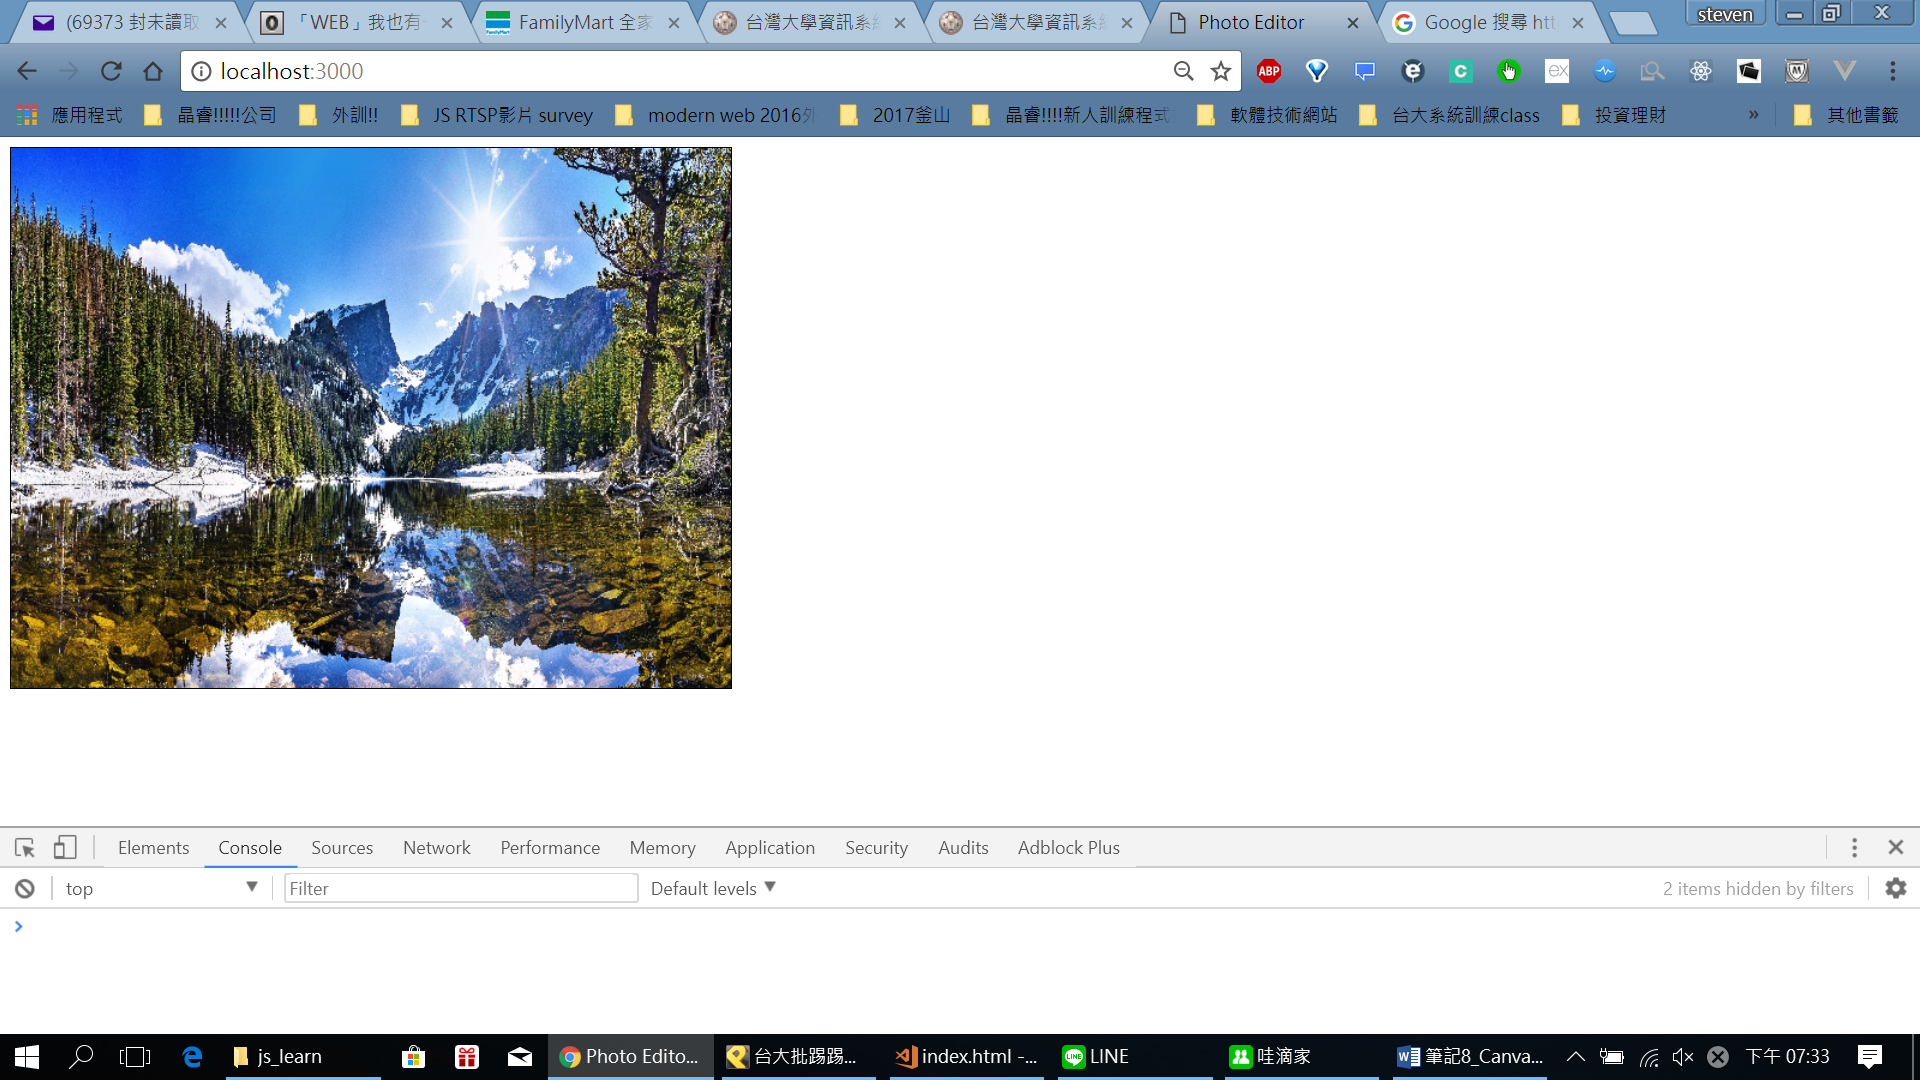 (69373 封未讀取
「WEB」我也有
FamilyMart 全家
台灣大學資訊系
台灣大學資訊系
Photo Editor
Google 搜尋 htt
steven
localhost:3000
ABP
應用程式
晶睿!!!!!公司
外訓!!
JS RTSP影片 survey
modern web 2016外
2017釜山
晶睿!!!!新人訓練程式
軟體技術網站
台大系統訓練class
投資理財
»
其他書籤
Elements
Console
Sources
Network
Performance
Memory
Application
Security
Audits
Adblock Plus
top
Filter
Default levels
2 items hidden by filters
js_learn
Photo Edito...
台大批踢踢...
index.html -...
LINE
哇滴家
筆記8_Canva...
下午 07:33